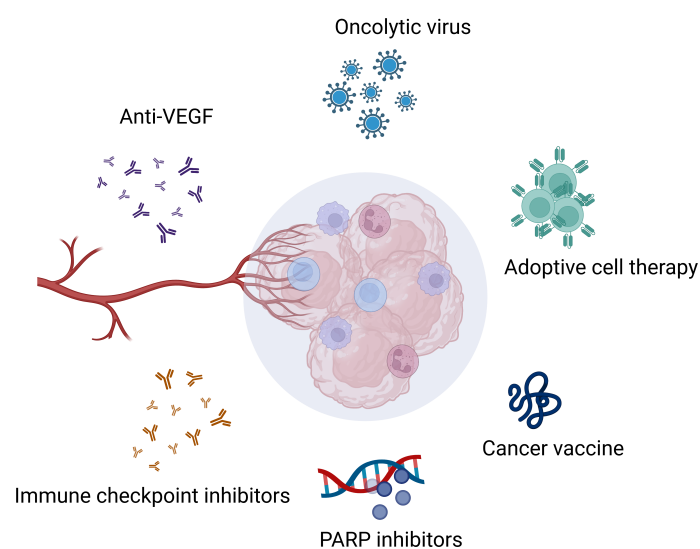 Oncolytic virus
Anti-VEGF
Adoptive cell therapy
Cancer vaccine
Immune checkpoint inhibitors
PARP inhibitors